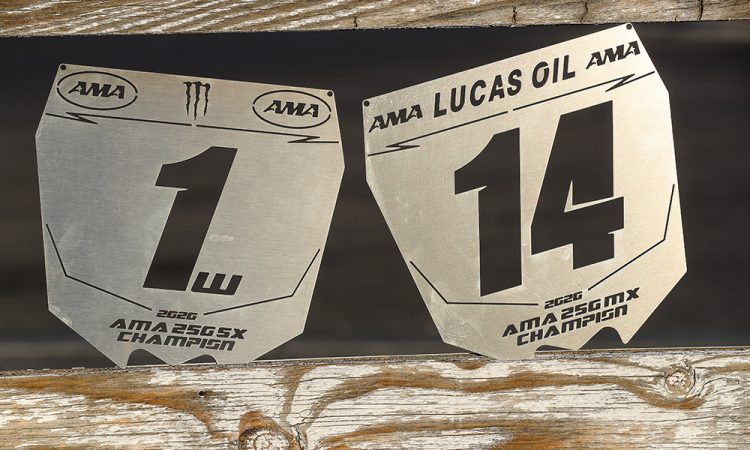 AMA AMA
1W
2020
AMA 250 SX
CHAMPION
AMA LUCAS OIL AMA
14
2020
AMA 250 MX
CHAMPION